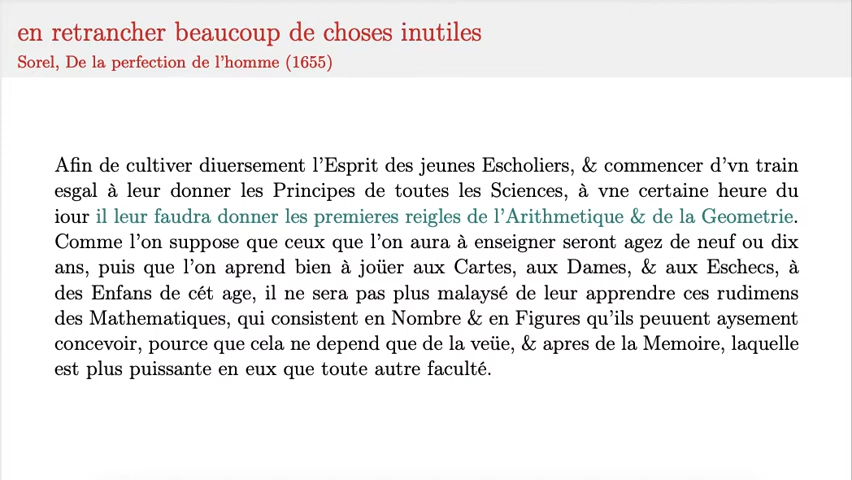 en retrancher beaucoup de choses inutiles
Sorel, De la perfection de l'homme (1655)
Afin de cultiver diuersement l'Esprit des jeunes Escholiers, & commencer d'vn train
esgal à leur donner les Principes de toutes les Sciences, à vne certaine heure du
iour il leur faudra donner les premieres reigles de l'Arithmetique & de la Geometrie.
Comme l'on suppose que ceux que l'on aura à enseigner seront agez de neuf ou dix
ans, puis que l'on aprend bien à joüer aux Cartes, aux Dames, & aux Eschecs, à
des Enfans de cét age, il ne sera pas plus malaysé de leur apprendre ces rudimens
des Mathematiques, qui consistent en Nombre & en Figures qu'ils peuuent aysement
concevoir, pource que cela ne depend que de la veüe, & apres de la Memoire, laquelle
est plus puissante en eux que toute autre faculté.